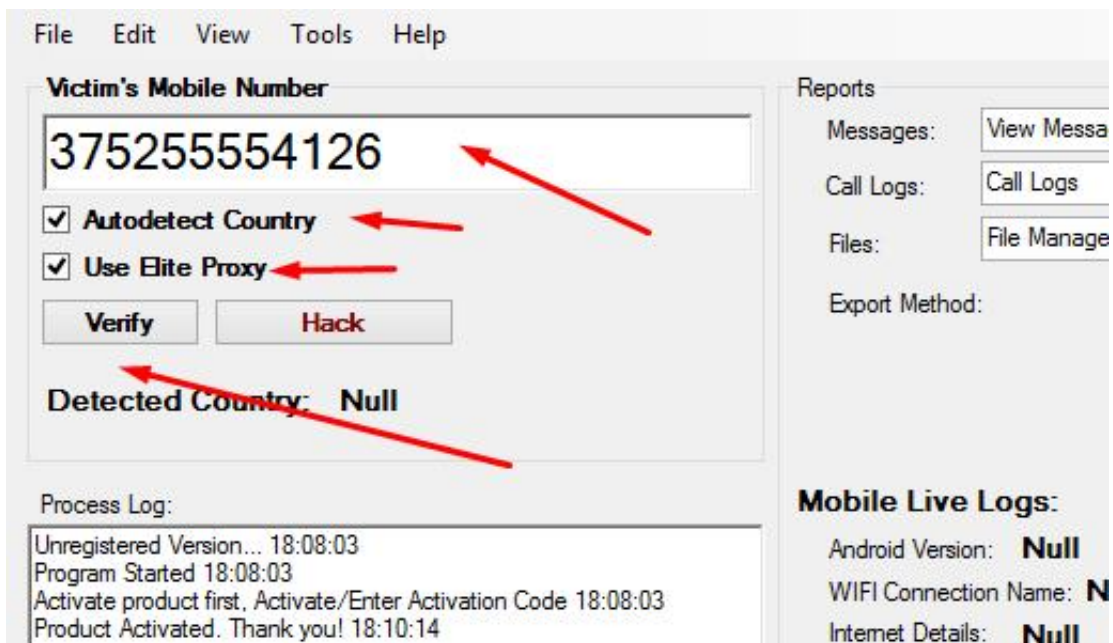 File Edit View Tools Help
Victim's Mobile Number
375255554126
Autodetect Country
Use Elite Proxy
Verify Hack
Detected Country: Null
Process Log:
Unregistered Version... 18:08:03
Program Started 18:08:03
Activate product first, Activate/Enter Activation Code 18:08:03
Product Activated. Thank you! 18:10:14
Reports
Messages: View Messa
Call Logs: Call Logs
Files: File Manage
Export Method:
Mobile Live Logs:
Android Version: Null
WIFI Connection Name: N
Internet Details: Null